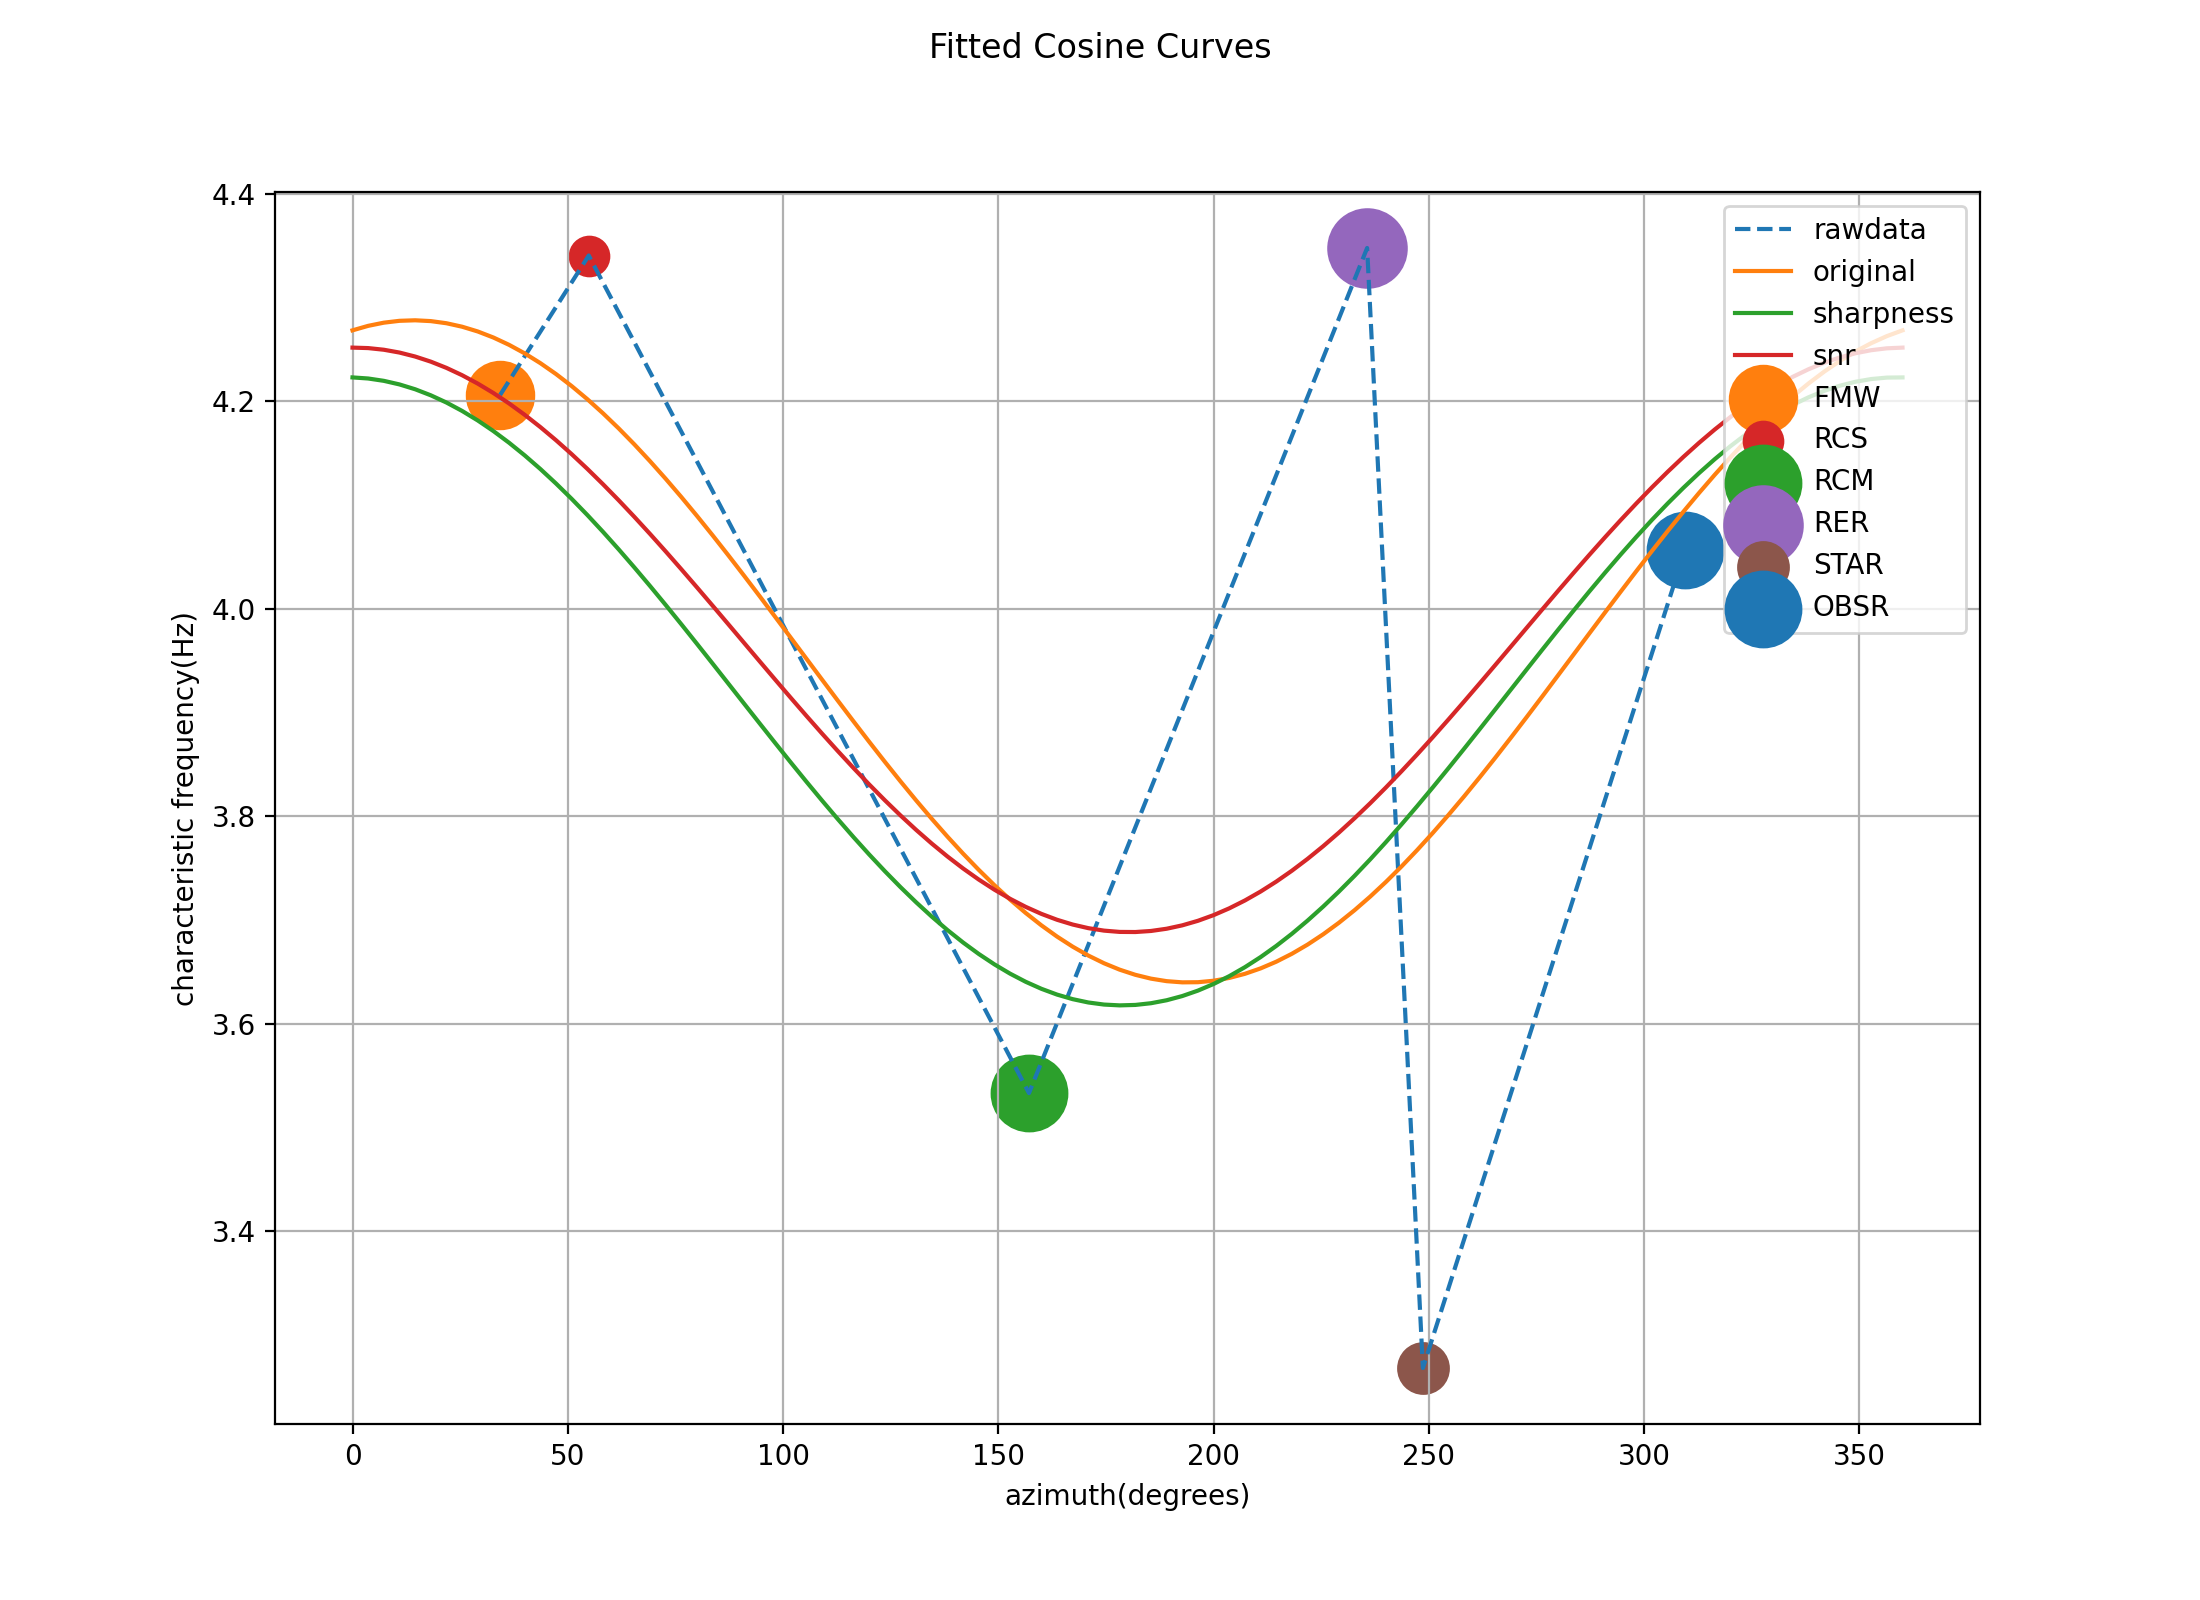 Fitted Cosine Curves
4.4
4.2
4.0
3.8
3.6
3.4
characteristic frequency(Hz)
0 50 100 150 200 250 300 350
azimuth(degrees)
rawdata
original
sharpness
snr
FMW
RCS
RCM
RER
STAR
OBSR